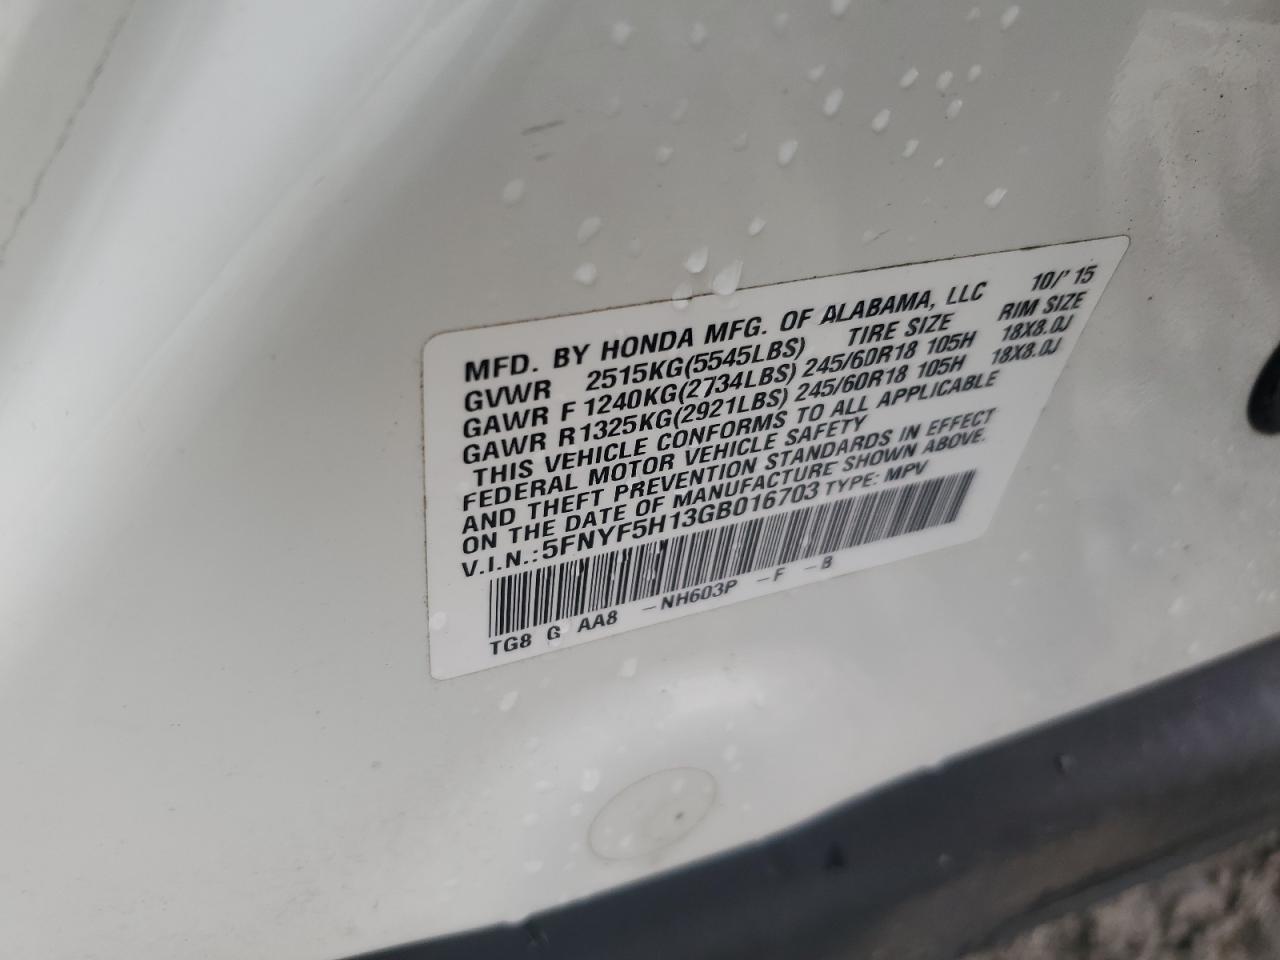 MFD. BY HONDA MFG. OF ALABAMA, LLC 10/'15
GVWR 2515KG(5545LBS) TIRE SIZE RIM SIZE
GAWR F 1240KG(2734LBS) 245/60R18 105H 18X8.0J
GAWR R 1325KG(2921LBS) 245/60R18 105H 18X8.0J
THIS VEHICLE CONFORMS TO ALL APPLICABLE
FEDERAL MOTOR VEHICLE SAFETY
AND THEFT PREVENTION STANDARDS IN EFFECT
ON THE DATE OF MANUFACTURE SHOWN ABOVE.
V.I.N.: 5FNYF5H13GB016703 TYPE: MPV
TG8 G AA8 -NH603P -F -B